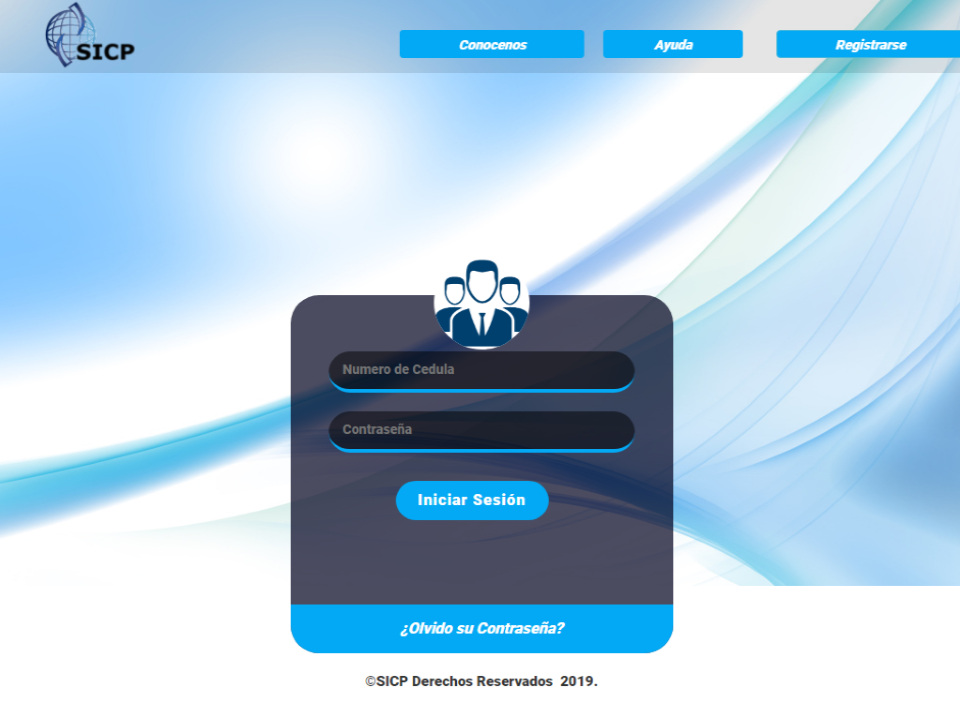 SICP
Conocenos
Ayuda
Registrarse
Numero de Cedula
Contraseña
Iniciar Sesión
¿Olvido su Contraseña?
©SICP Derechos Reservados 2019.